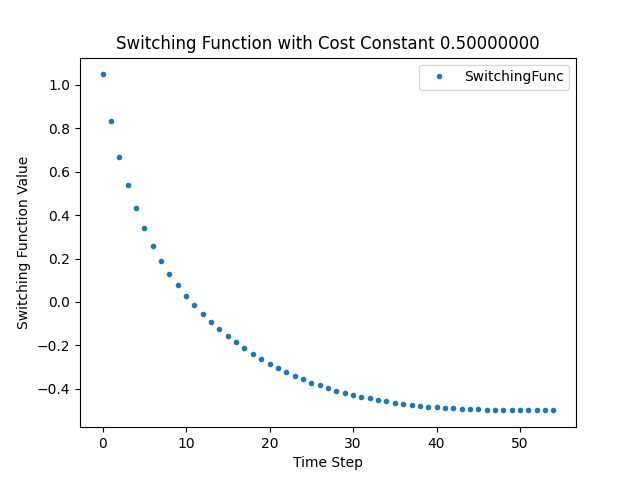 Switching Function with Cost Constant 0.50000000
SwitchingFunc
Switching Function Value
1.0
0.8
0.6
0.4
0.2
0.0
−0.2
−0.4
0 10 20 30 40 50
Time Step